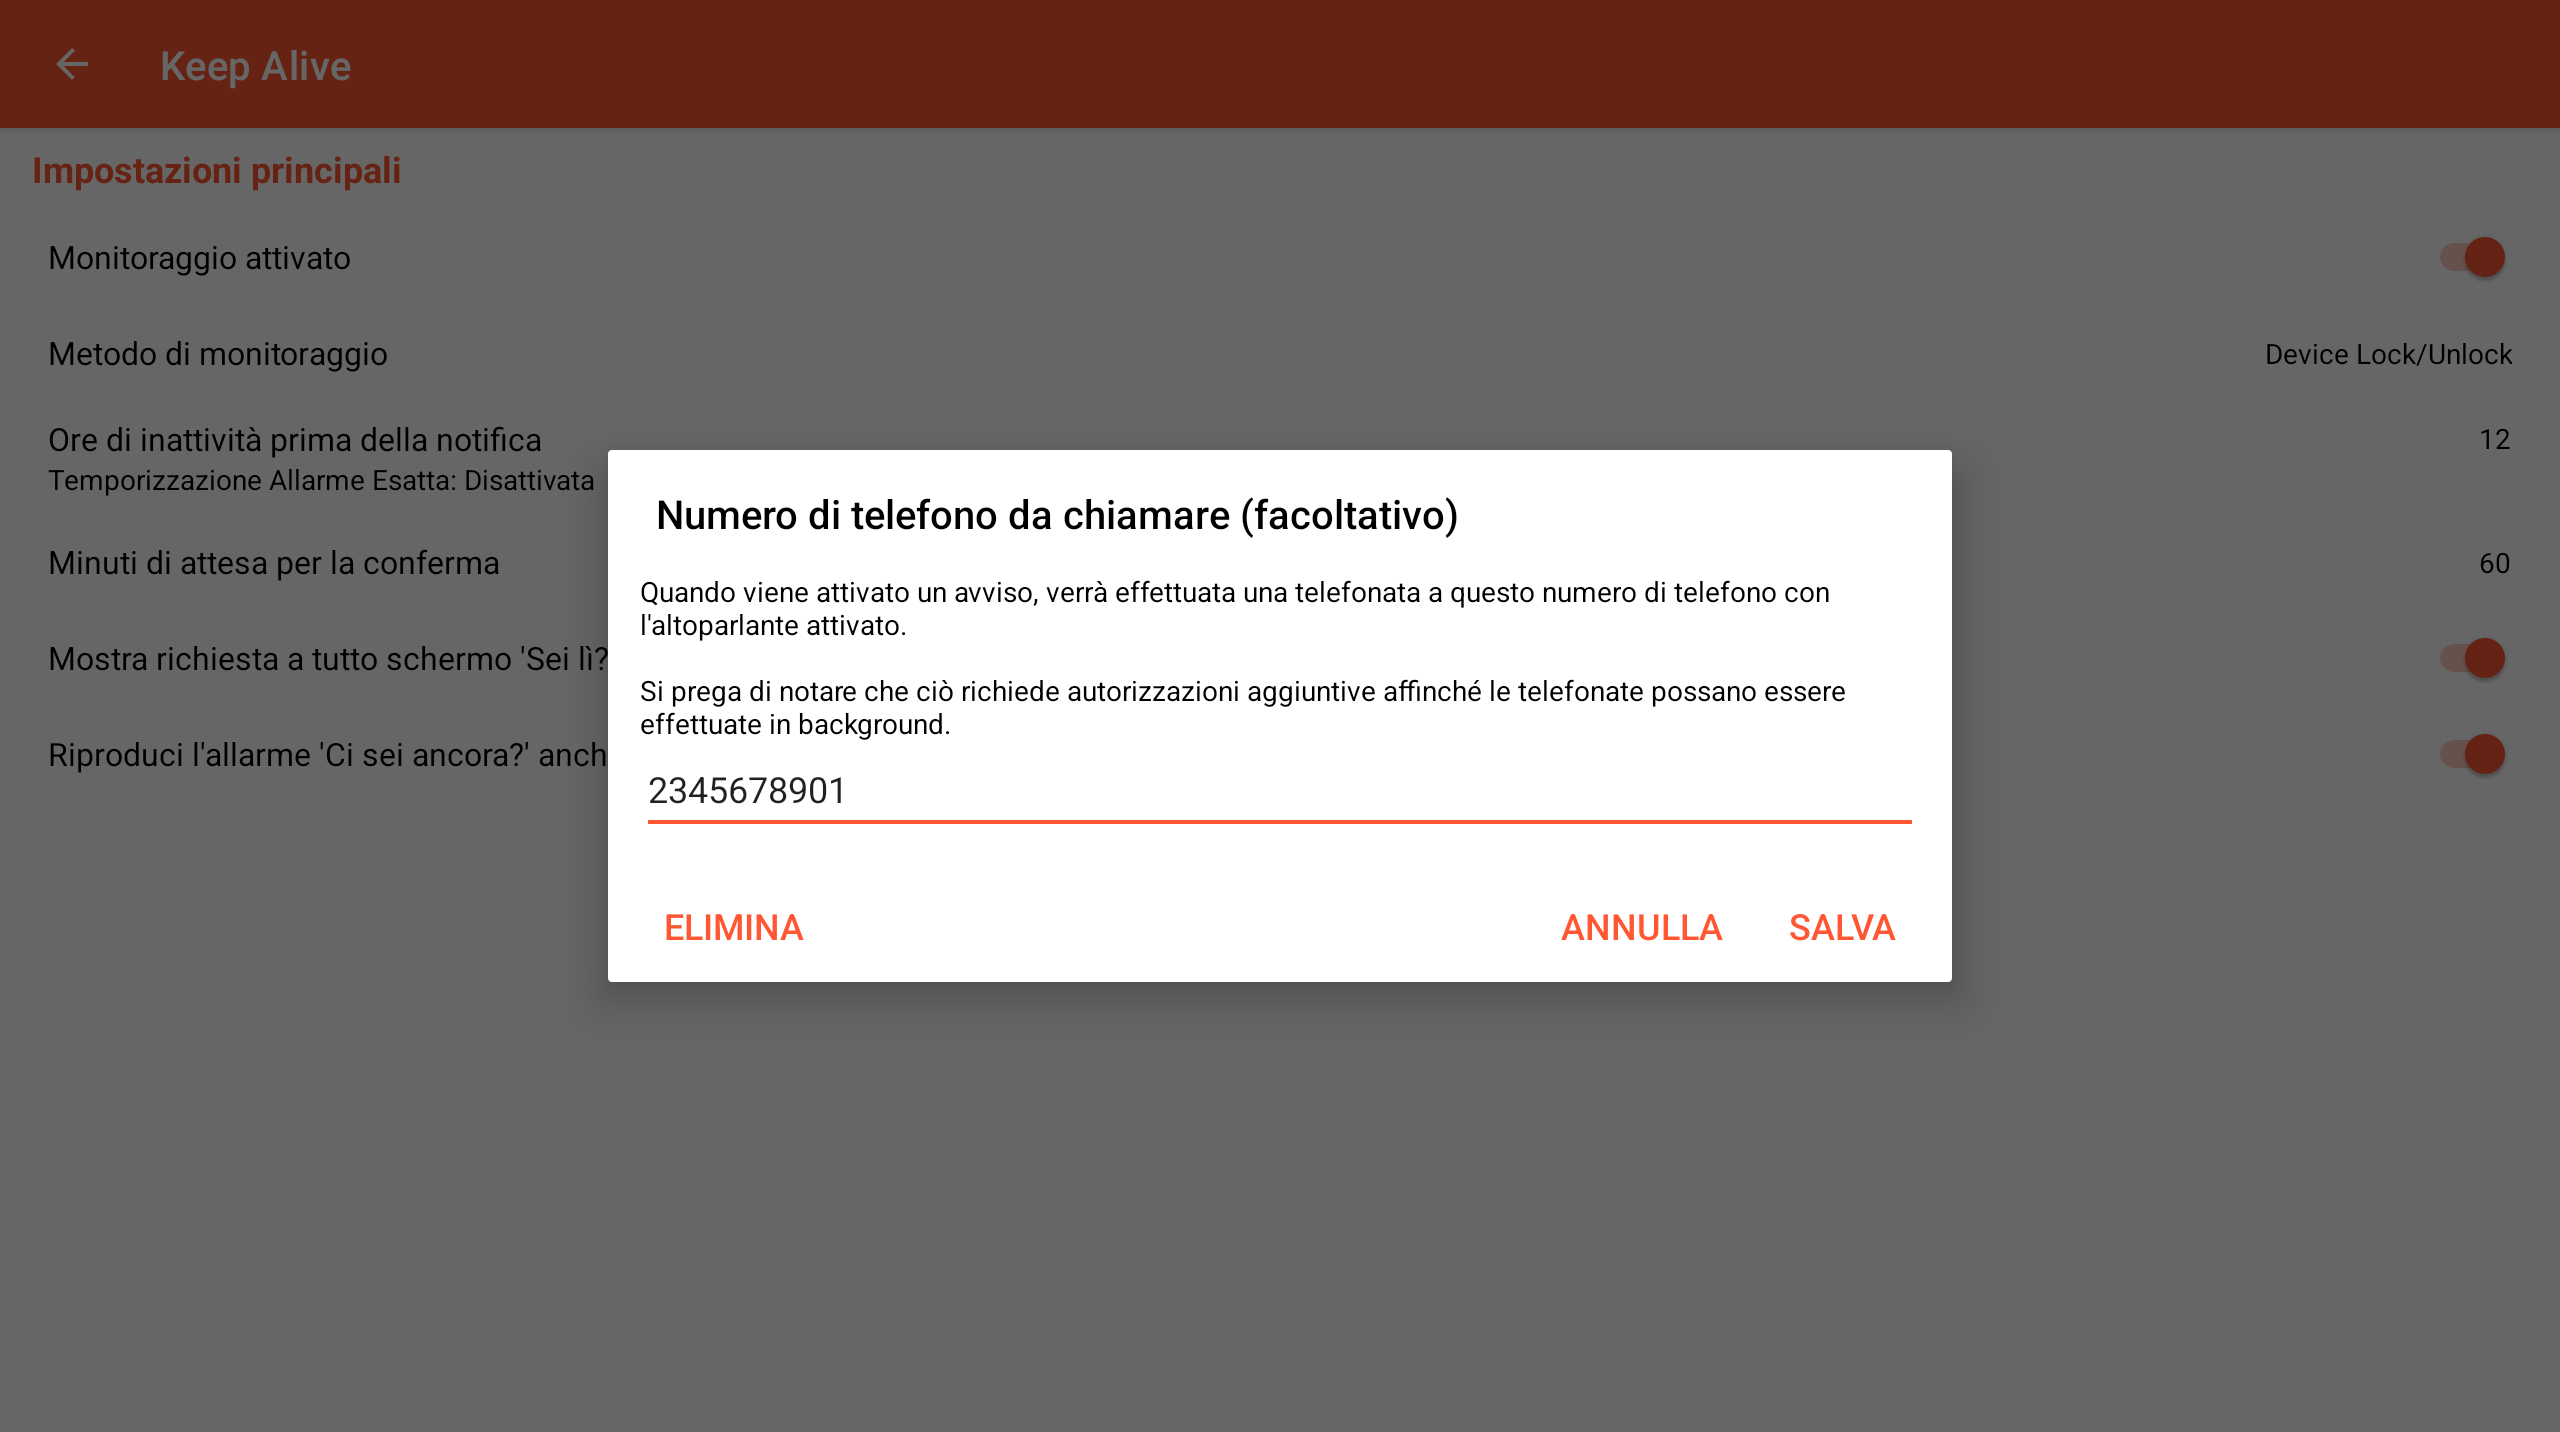 Keep Alive
Impostazioni principali
Monitoraggio attivato
Metodo di monitoraggio
Device Lock/Unlock
Ore di inattività prima della notifica
12
Temporizzazione Allarme Esatta: Disattivata
Minuti di attesa per la conferma
60
Mostra richiesta a tutto schermo 'Sei lì?
Riproduci l'allarme 'Ci sei ancora?' anch
Numero di telefono da chiamare (facoltativo)
Quando viene attivato un avviso, verrà effettuata una telefonata a questo numero di telefono con
l'altoparlante attivato.
Si prega di notare che ciò richiede autorizzazioni aggiuntive affinché le telefonate possano essere
effettuate in background.
2345678901
ELIMINA
ANNULLA
SALVA